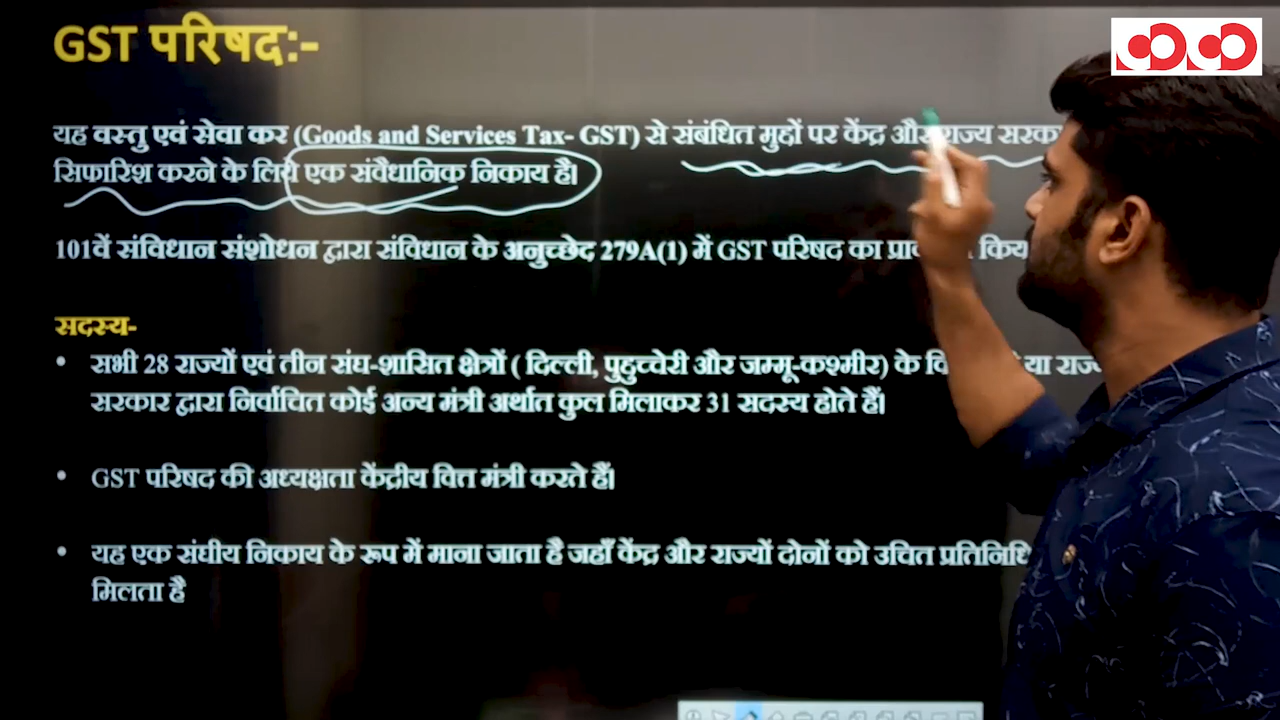 GST परिषद:-
यह वस्तु एवं सेवा कर (Goods and Services Tax- GST) से संबंधित मुद्दों पर केंद्र और राज्य
सिफारिश करने के लिये एक संवैधानिक निकाय है।
101वें संविधान संशोधन द्वारा संविधान के अनुच्छेद 279A(1) में GST परिषद का
सदस्य-
• सभी 28 राज्यों एवं तीन संघ-शासित क्षेत्रों ( दिल्ली, पुद्दुच्चेरी और जम्मू-कश्मीर) के या
सरकार द्वारा निर्वाचित कोई अन्य मंत्री अर्थात कुल मिलाकर 31 सदस्य होते हैं।
• GST परिषद की अध्यक्षता केंद्रीय वित्त मंत्री करते हैं।
• यह एक संघीय निकाय के रूप में माना जाता है जहाँ केंद्र और राज्यों दोनों को उचित
मिलता है